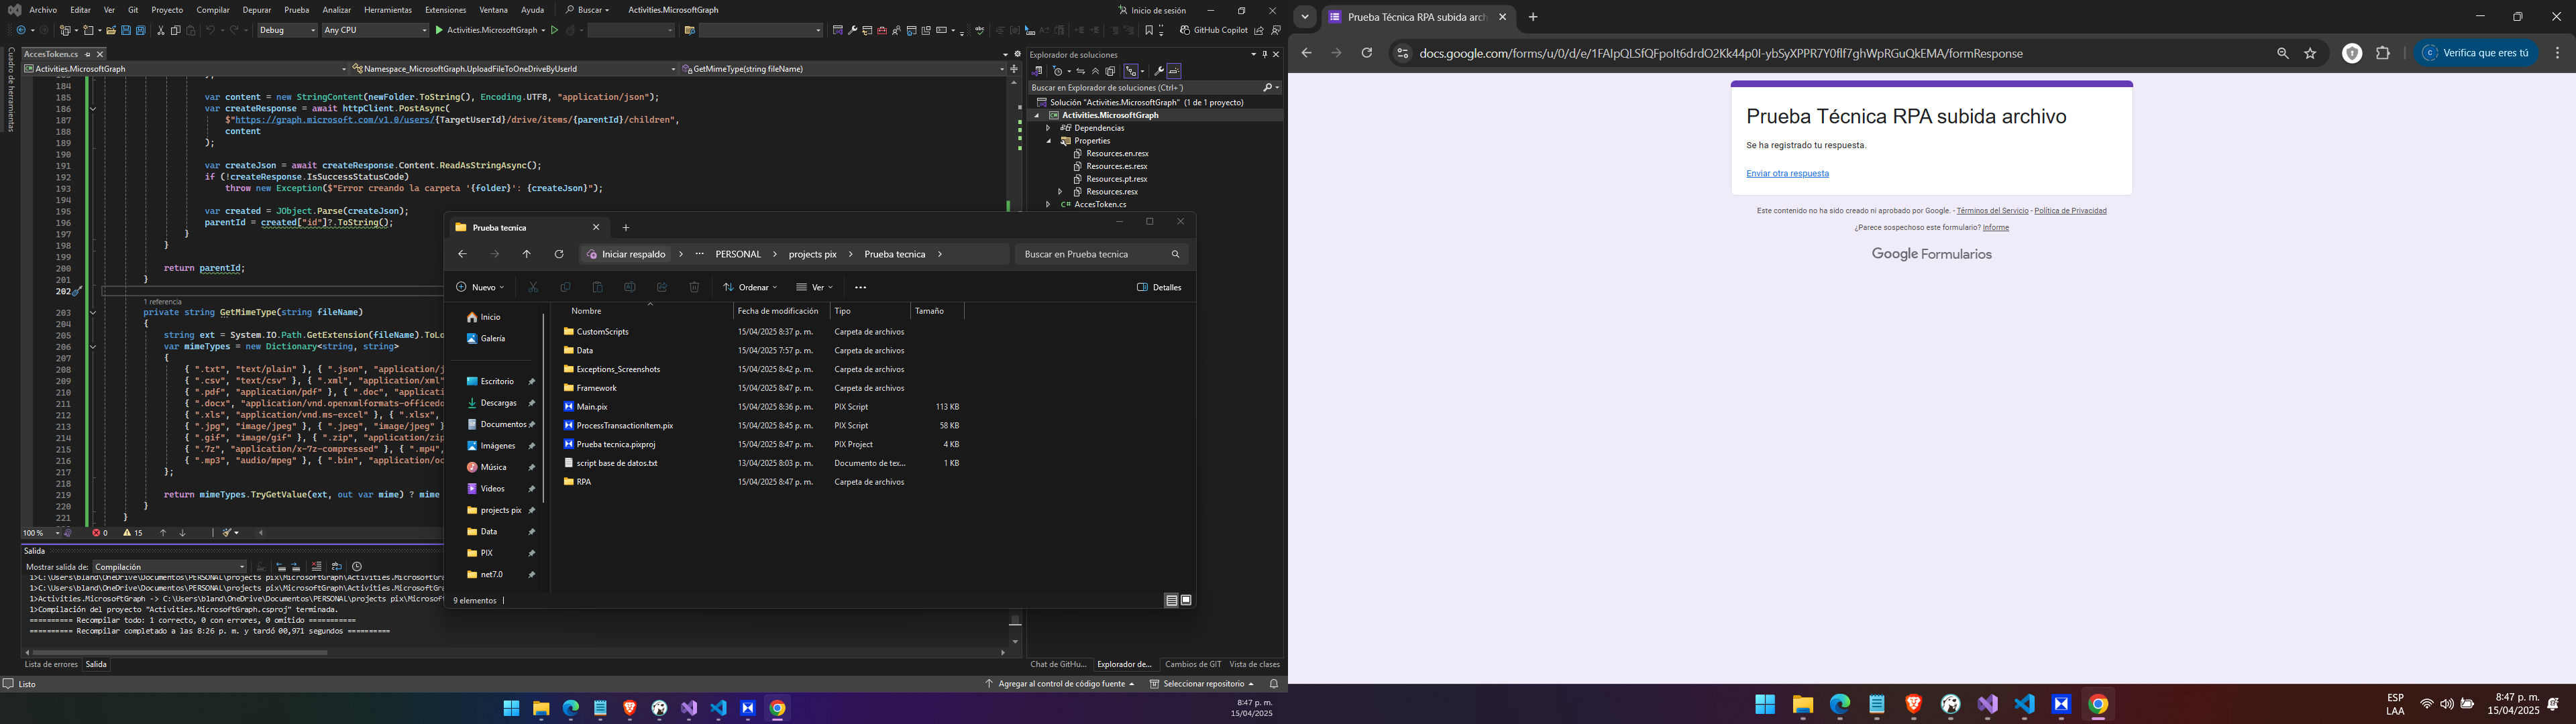 Archivo Editar Ver Git Proyecto Compilar Depurar Prueba Analizar Herramientas Extensiones Ventana Ayuda Buscar Activities.MicrosoftGraph Inicio de sesión
Debug Any CPU Activities.MicrosoftGraph GitHub Copilot
Cuadro de herramientas
AccesToken.cs
Activities.MicrosoftGraph Namespace_MicrosoftGraph.UploadFileToOneDriveByUserId GetMimeType(string fileName)
184
185 var content = new StringContent(newFolder.ToString(), Encoding.UTF8, "application/json");
186 var createResponse = await httpClient.PostAsync(
187 $"https://graph.microsoft.com/v1.0/users/{TargetUserId}/drive/items/{parentId}/children",
188 content
189 );
190
191 var createJson = await createResponse.Content.ReadAsStringAsync();
192 if (!createResponse.IsSuccessStatusCode)
193 throw new Exception($"Error creando la carpeta '{folder}': {createJson}");
194
195 var created = JObject.Parse(createJson);
196 parentId = created["id"]?.ToString();
197 }
198 }
199
200 return parentId;
201 }
202
1 referencia
203 private string GetMimeType(string fileName)
204 {
205 string ext = System.IO.Path.GetExtension(fileName).ToLo
206 var mimeTypes = new Dictionary<string, string>
207 {
208 { ".txt", "text/plain" }, { ".json", "application/j
209 { ".csv", "text/csv" }, { ".xml", "application/xml"
210 { ".pdf", "application/pdf" }, { ".doc", "applicati
211 { ".docx", "application/vnd.openxmlformats-officedo
212 { ".xls", "application/vnd.ms-excel" }, { ".xlsx",
213 { ".jpg", "image/jpeg" }, { ".jpeg", "image/jpeg" }
214 { ".gif", "image/gif" }, { ".zip", "application/zip
215 { ".7z", "application/x-7z-compressed" }, { ".mp4",
216 { ".mp3", "audio/mpeg" }, { ".bin", "application/oc
217 };
218
219 return mimeTypes.TryGetValue(ext, out var mime) ? mime
220 }
221 }
100 % 0 15
Salida
Mostrar salida de: Compilación
1>C:\Users\bland\OneDrive\Documentos\PERSONAL\projects pix\MicrosoftGraph\Activities.MicrosoftGra
1>C:\Users\bland\OneDrive\Documentos\PERSONAL\projects pix\MicrosoftGraph\Activities.MicrosoftGra
1>Activities.MicrosoftGraph -> C:\Users\bland\OneDrive\Documentos\PERSONAL\projects pix\Microsoft
1>Compilación del proyecto "Activities.MicrosoftGraph.csproj" terminada.
========== Recompilar todo: 1 correcto, 0 con errores, 0 omitido ===========
========== Recompilar completado a las 8:26 p. m. y tardó 00,971 segundos ==========
Lista de errores Salida
Listo
Agregar al control de código fuente Seleccionar repositorio
Explorador de soluciones
Buscar en Explorador de soluciones (Ctrl+¨)
Solución "Activities.MicrosoftGraph" (1 de 1 proyecto)
Activities.MicrosoftGraph
Dependencias
Properties
Resources.en.resx
Resources.es.resx
Resources.pt.resx
Resources.resx
C# AccesToken.cs
Chat de GitHu... Explorador de... Cambios de GIT Vista de clases
Prueba tecnica
Iniciar respaldo > ... PERSONAL > projects pix > Prueba tecnica >
Buscar en Prueba tecnica
Nuevo Ordenar Ver ... Detalles
Inicio
Galería
Escritorio
Descargas
Documentos
Imágenes
Música
Videos
projects pix
Data
PIX
net7.0
Nombre Fecha de modificación Tipo Tamaño
CustomScripts 15/04/2025 8:37 p. m. Carpeta de archivos
Data 15/04/2025 7:57 p. m. Carpeta de archivos
Exceptions_Screenshots 15/04/2025 8:42 p. m. Carpeta de archivos
Framework 15/04/2025 8:47 p. m. Carpeta de archivos
Main.pix 15/04/2025 8:36 p. m. PIX Script 113 KB
ProcessTransactionItem.pix 15/04/2025 8:45 p. m. PIX Script 58 KB
Prueba tecnica.pixproj 15/04/2025 8:47 p. m. PIX Project 4 KB
script base de datos.txt 13/04/2025 8:03 p. m. Documento de tex... 1 KB
RPA 15/04/2025 8:47 p. m. Carpeta de archivos
9 elementos
8:47 p. m.
15/04/2025
Prueba Técnica RPA subida arch
docs.google.com/forms/u/0/d/e/1FAIpQLSfQFpoIt6drdO2Kk44p0I-ybSyXPPR7Y0fIf7ghWpRGuQkEMA/formResponse
C Verifica que eres tú
Prueba Técnica RPA subida archivo
Se ha registrado tu respuesta.
Enviar otra respuesta
Este contenido no ha sido creado ni aprobado por Google. - Términos del Servicio - Política de Privacidad
¿Parece sospechoso este formulario? Informe
Google Formularios
ESP
LAA
8:47 p. m.
15/04/2025